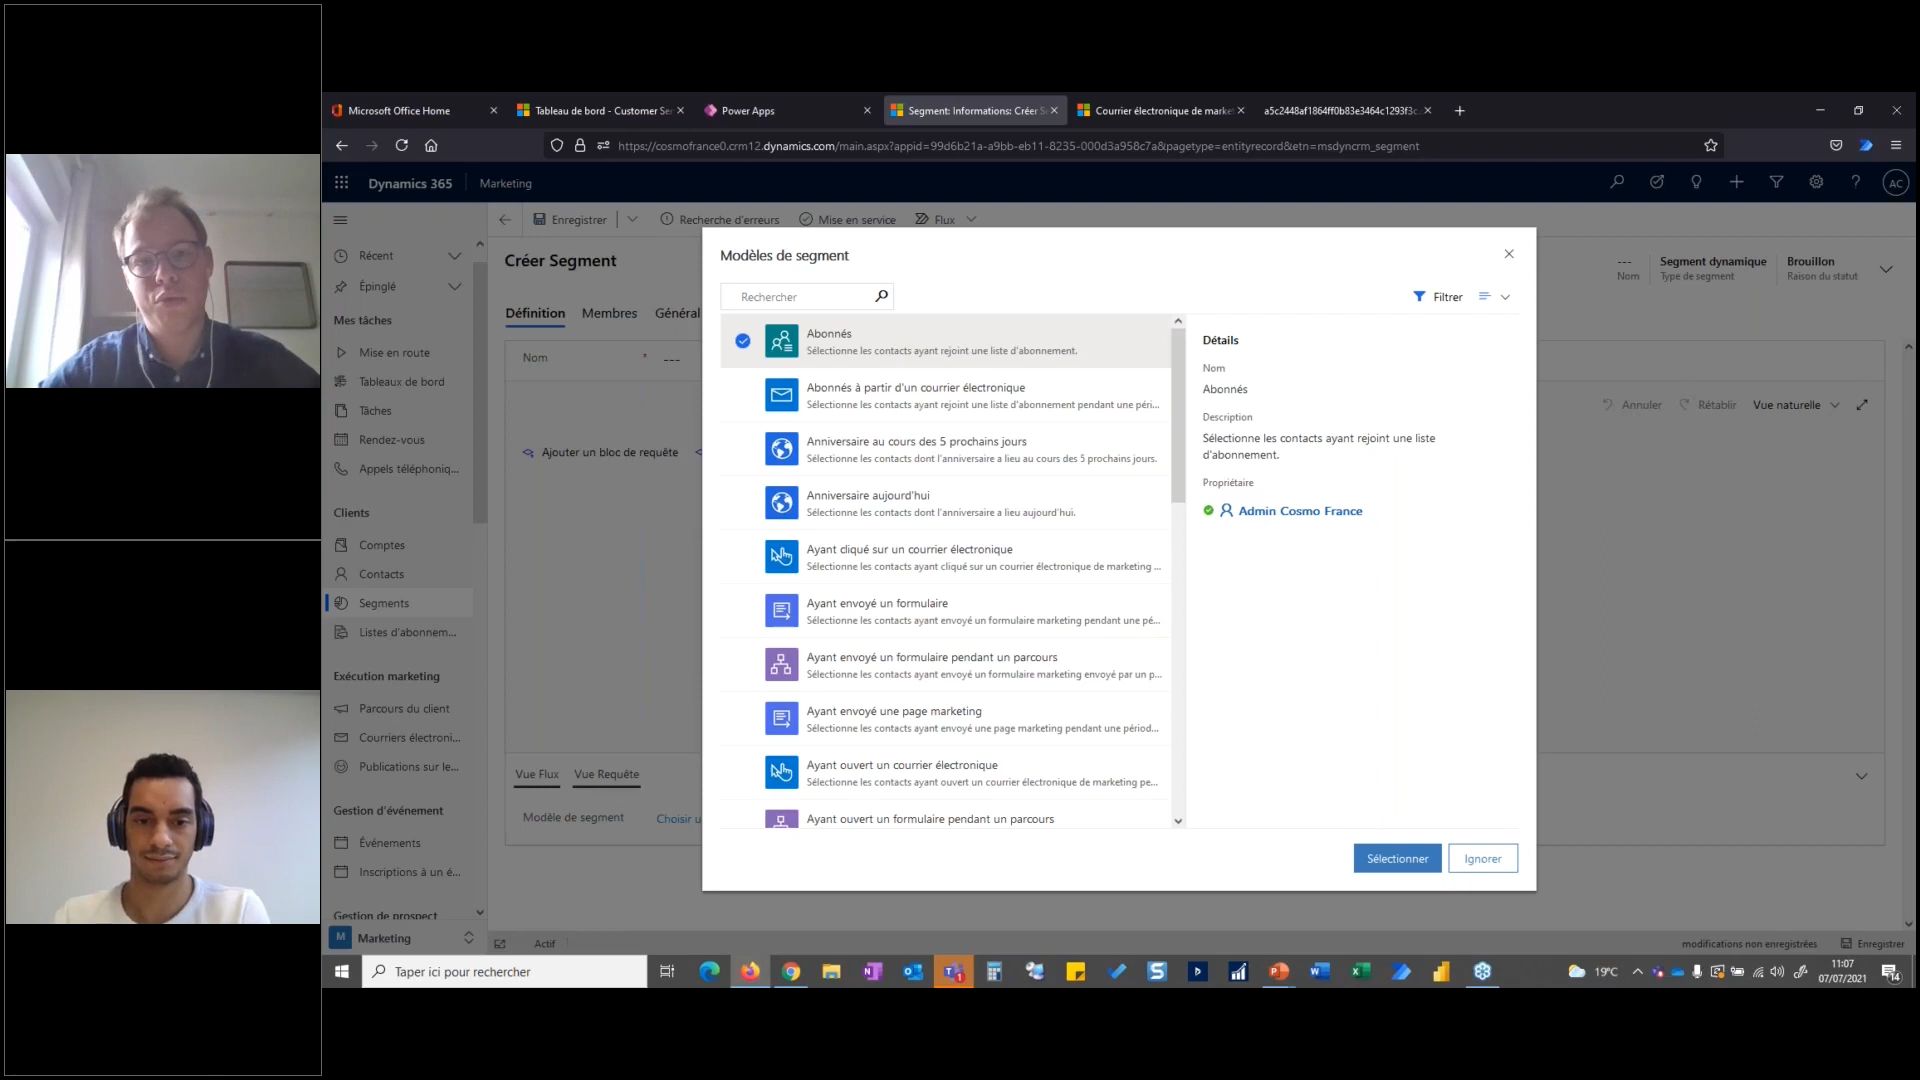 Microsoft Office Home
Tableau de bord - Customer Se
Power Apps
Segment: Informations: Créer S
Courrier électronique de market
a5c2448af1864ff0b83e3464c1293f3c
https://cosmofrance0.crm12.dynamics.com/main.aspx?appid=99d6b21a-a9bb-eb11-8235-000d3a958c7a&pagetype=entityrecord&etn=msdyncrm_segment
Dynamics 365
Marketing
AC
Enregistrer
Recherche d'erreurs
Mise en service
Flux
Récent
Épinglé
Mes tâches
Mise en route
Tableaux de bord
Tâches
Rendez-vous
Appels téléphoniq...
Clients
Comptes
Contacts
Segments
Listes d'abonnem...
Exécution marketing
Parcours du client
Courriers électroni...
Publications sur le...
Gestion d'événement
Événements
Inscriptions à un é...
Gestion de prospect
M Marketing
Créer Segment
---
Nom
Segment dynamique
Type de segment
Brouillon
Raison du statut
Définition
Membres
Général
Nom
* ---
Annuler
Rétablir
Vue naturelle
Ajouter un bloc de requête
Vue Flux
Vue Requête
Modèle de segment
Choisir u
Modèles de segment
Rechercher
Filtrer
Abonnés
Sélectionne les contacts ayant rejoint une liste d'abonnement.
Abonnés à partir d'un courrier électronique
Sélectionne les contacts ayant rejoint une liste d'abonnement pendant une péri...
Anniversaire au cours des 5 prochains jours
Sélectionne les contacts dont l'anniversaire a lieu au cours des 5 prochains jours.
Anniversaire aujourd'hui
Sélectionne les contacts dont l'anniversaire a lieu aujourd'hui.
Ayant cliqué sur un courrier électronique
Sélectionne les contacts ayant cliqué sur un courrier électronique de marketing ...
Ayant envoyé un formulaire
Sélectionne les contacts ayant envoyé un formulaire marketing pendant une pé...
Ayant envoyé un formulaire pendant un parcours
Sélectionne les contacts ayant envoyé un formulaire marketing envoyé par un p...
Ayant envoyé une page marketing
Sélectionne les contacts ayant envoyé une page marketing pendant une périod...
Ayant ouvert un courrier électronique
Sélectionne les contacts ayant ouvert un courrier électronique de marketing pe...
Ayant ouvert un formulaire pendant un parcours
Détails
Nom
Abonnés
Description
Sélectionne les contacts ayant rejoint une liste
d'abonnement.
Propriétaire
Admin Cosmo France
Sélectionner
Ignorer
Actif
modifications non enregistrées
Enregistrer
Taper ici pour rechercher
19°C
11:07
07/07/2021
14